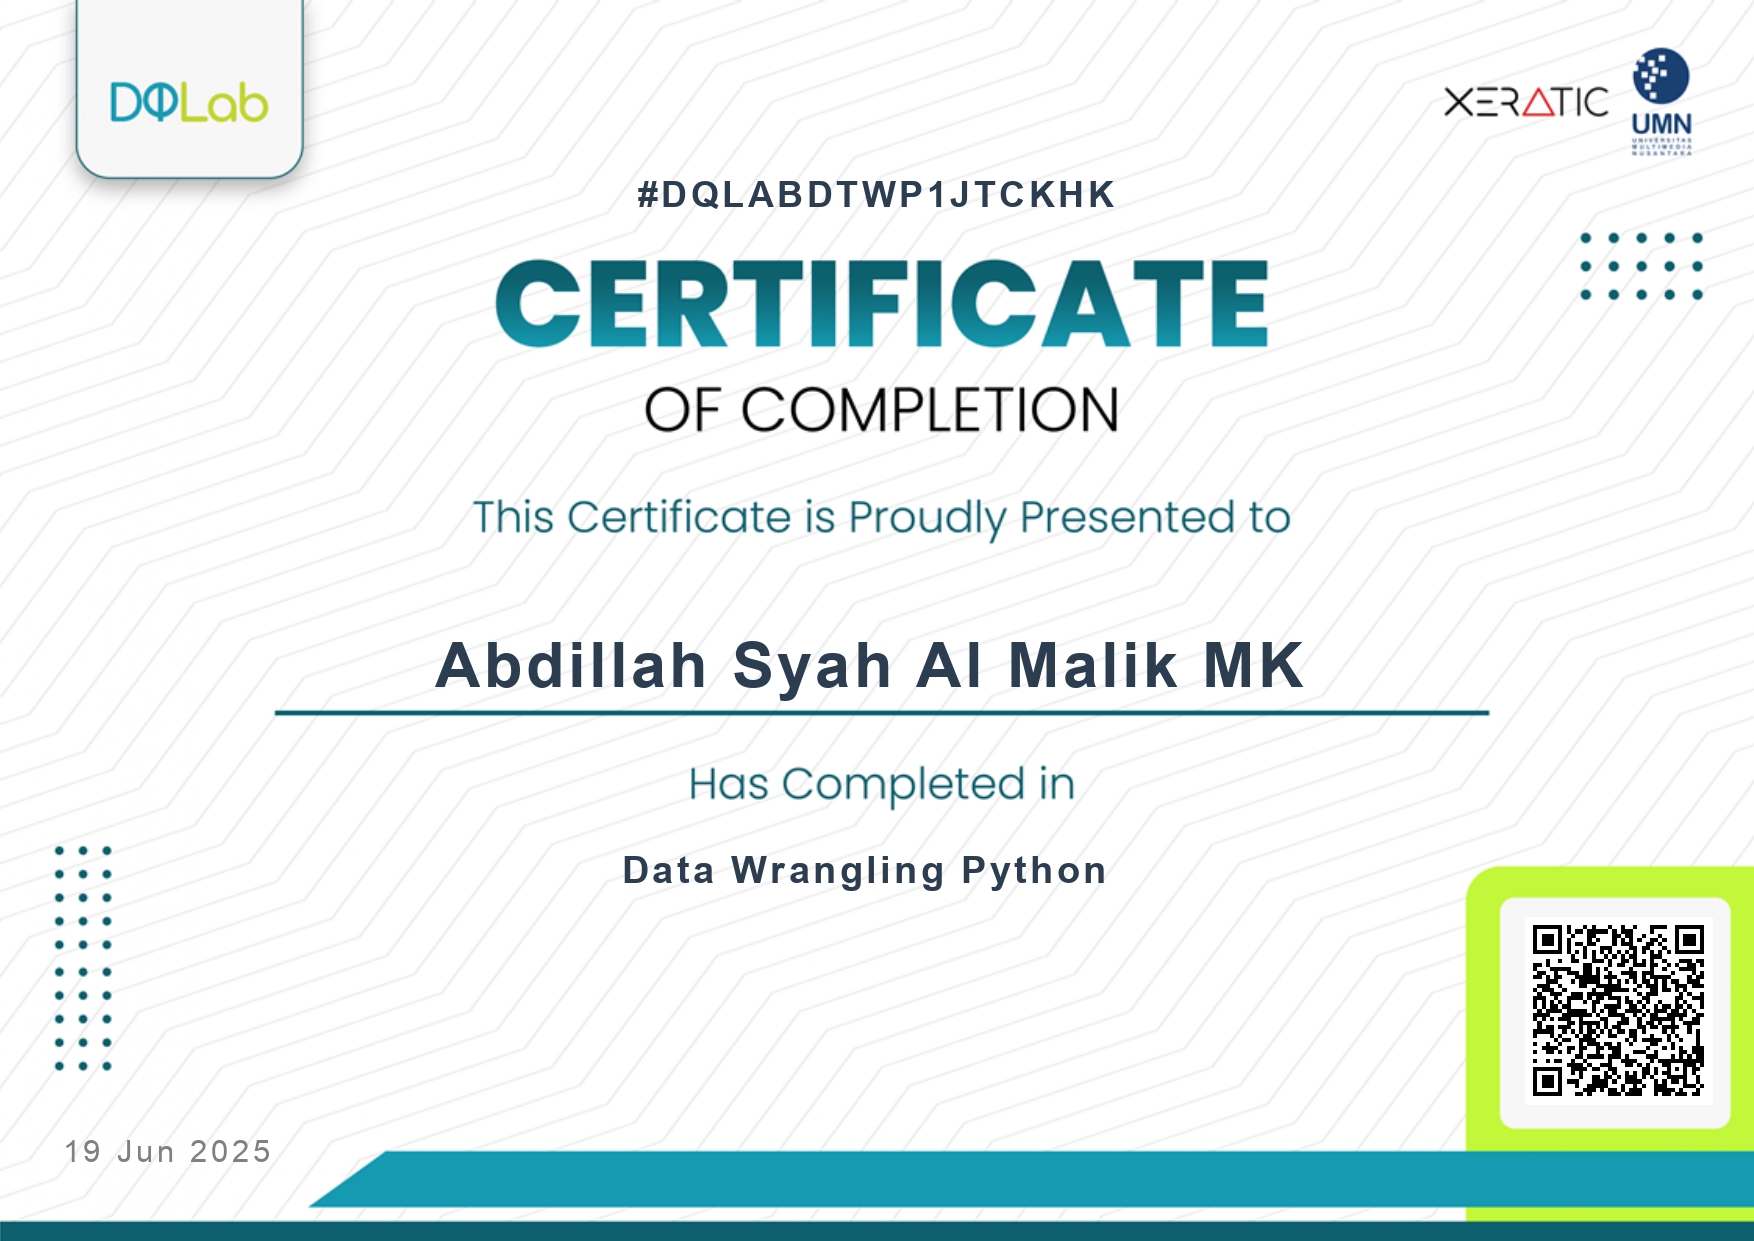 DQLab
XERATIC
UMN
UNIVERSITAS
MULTIMEDIA
NUSANTARA
#DQLABDTWP1JTCKHK
CERTIFICATE
OF COMPLETION
This Certificate is Proudly Presented to
Abdillah Syah Al Malik MK
Has Completed in
Data Wrangling Python
19 Jun 2025